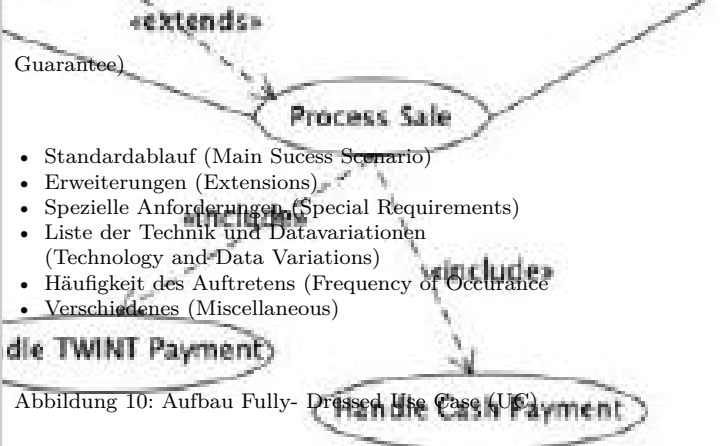 «extends»
Guarantee)
Process Sale
• Standardablauf (Main Sucess Scenario)
• Erweiterungen (Extensions)
• Spezielle Anforderungen (Special Requirements)
«include»
• Liste der Technik und Datavariationen
(Technology and Data Variations)
«include»
• Häufigkeit des Auftretens (Frequency of Occurance
• Verschiedenes (Miscellaneous)
dle TWINT Payment
Abbildung 10: Aufbau Fully- Dressed Use Case (UC)
Handle Cash Payment